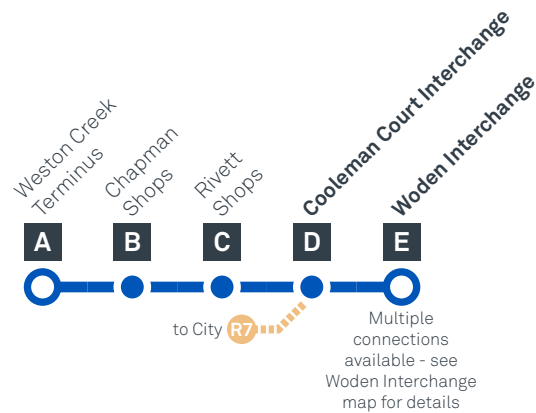 Weston Creek
Terminus
Chapman
Shops
Rivett
Shops
Cooleman Court Interchange
Woden Interchange
A
B
C
D
E
to City R7
Multiple
connections
available - see
Woden Interchange
map for details